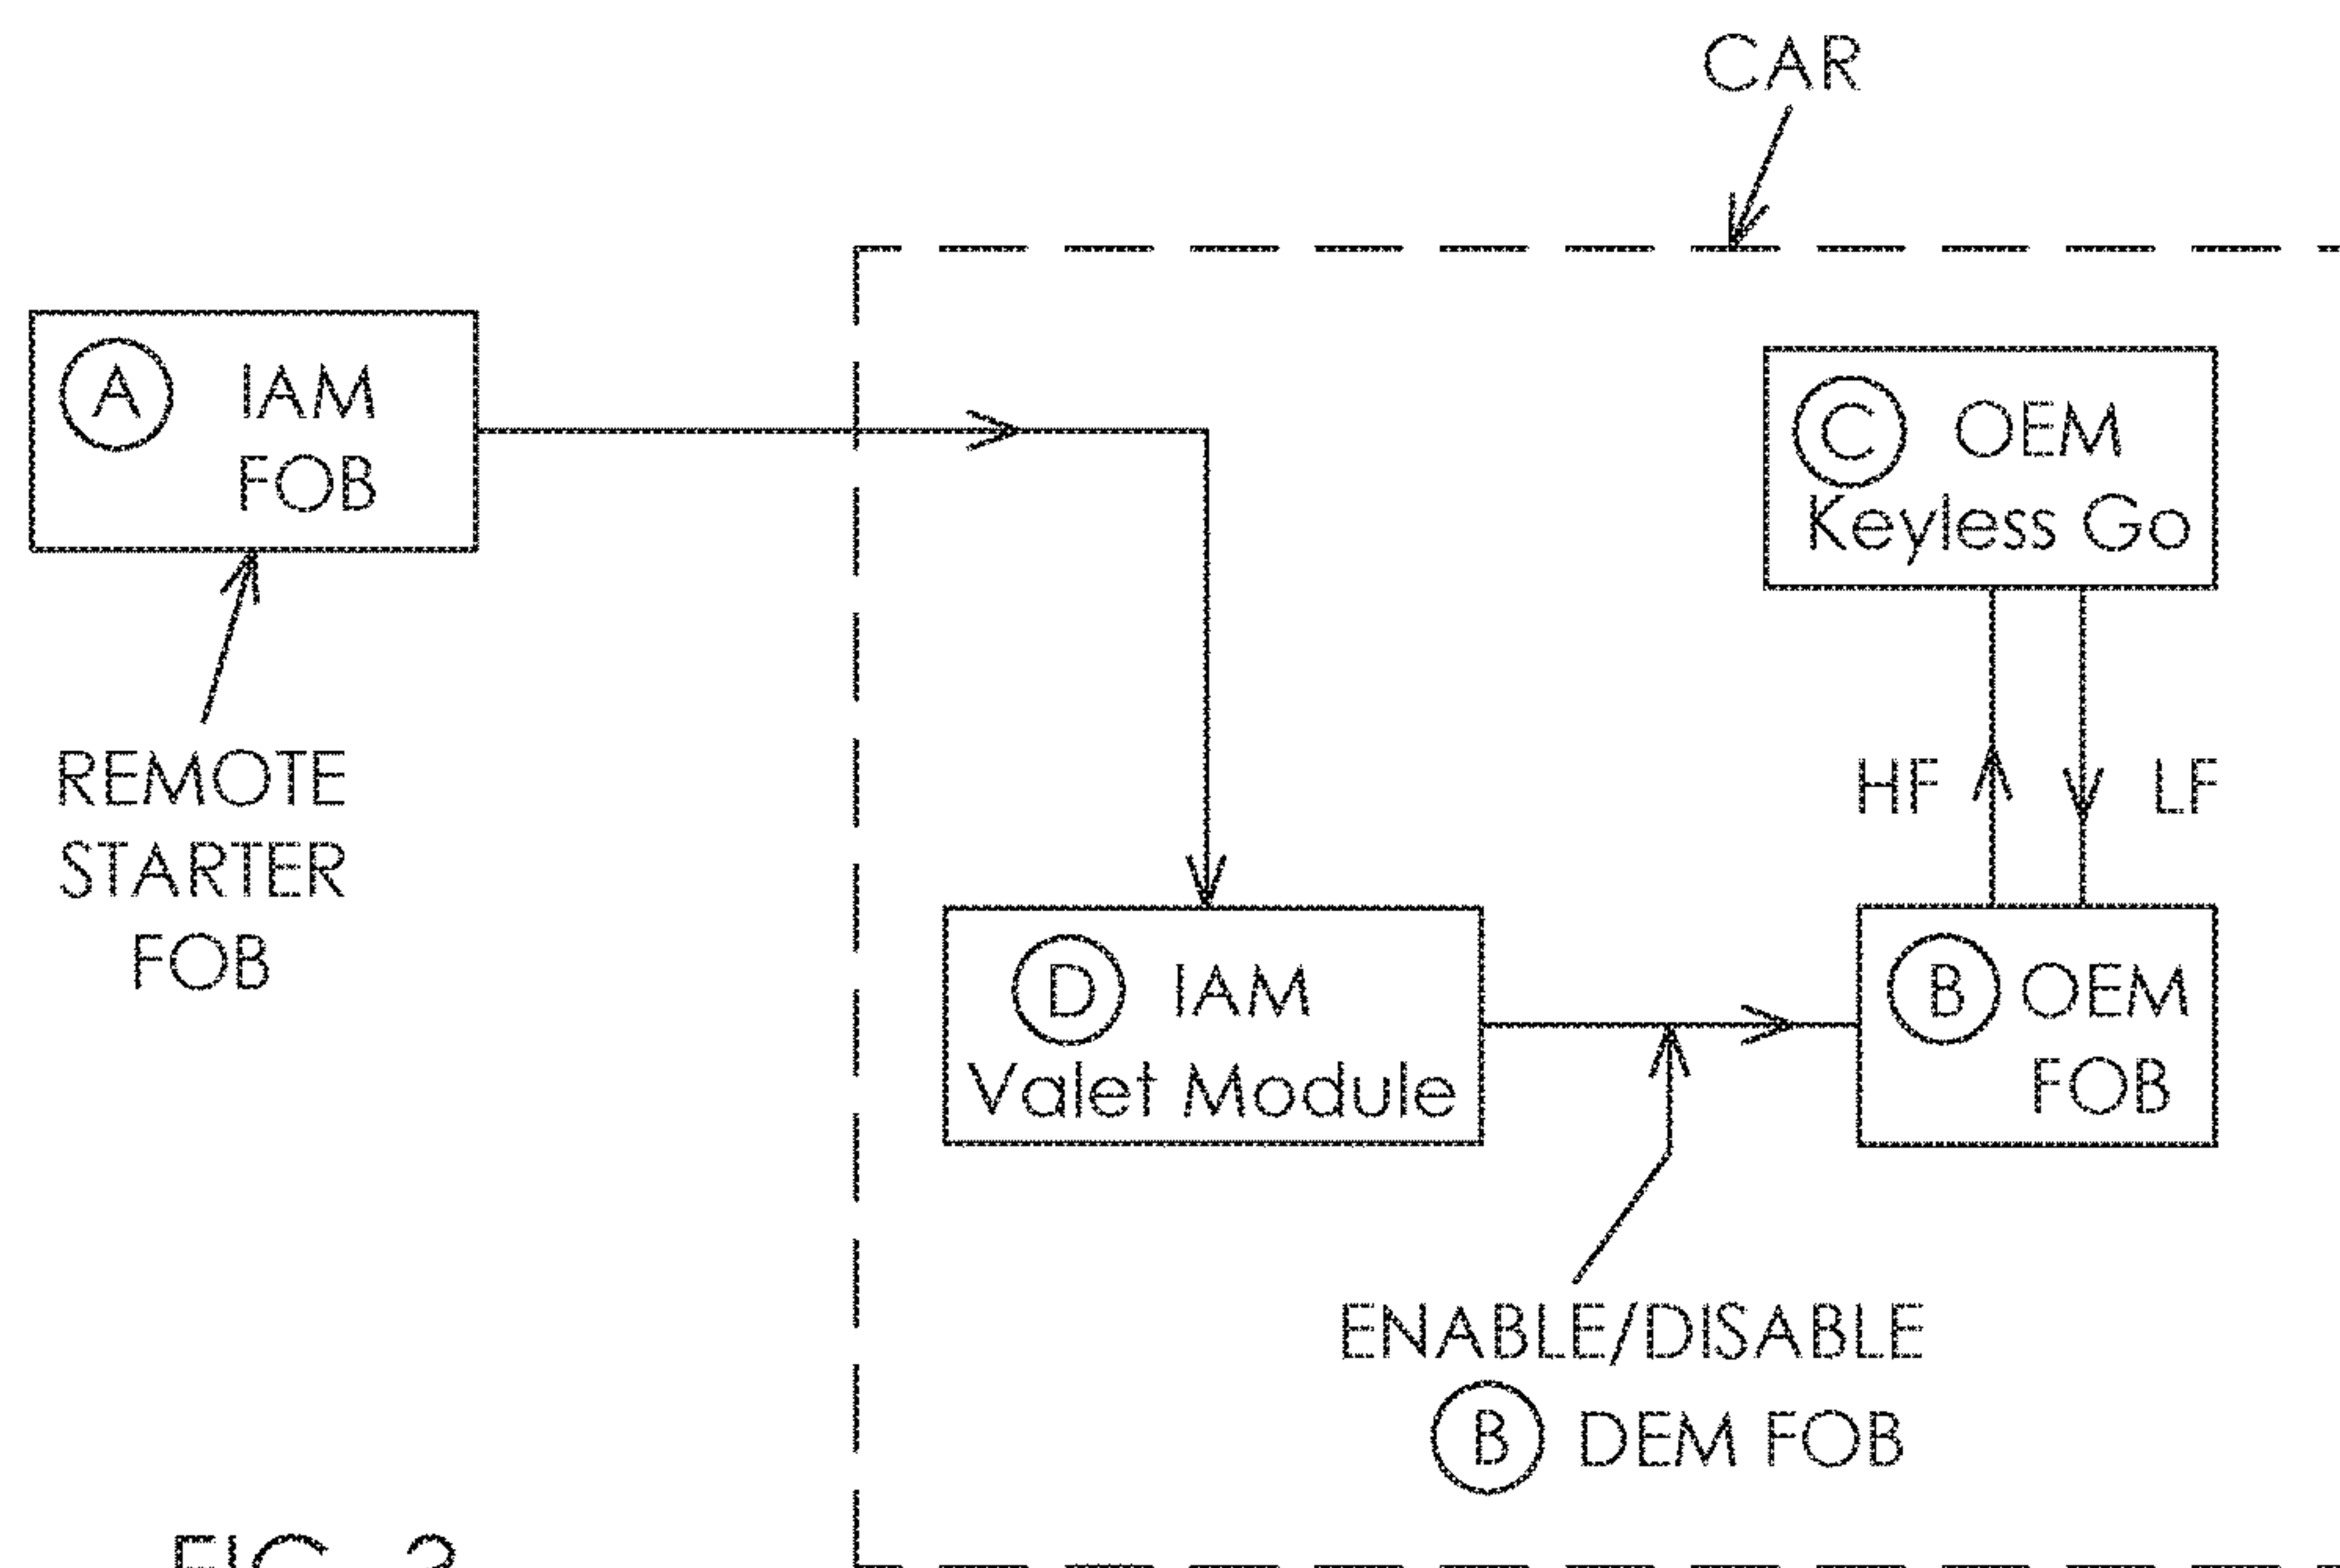 CAR
A IAM
FOB
REMOTE
STARTER
FOB
C OEM
Keyless Go
HF
LF
D IAM
Valet Module
B OEM
FOB
ENABLE/DISABLE
B DEM FOB